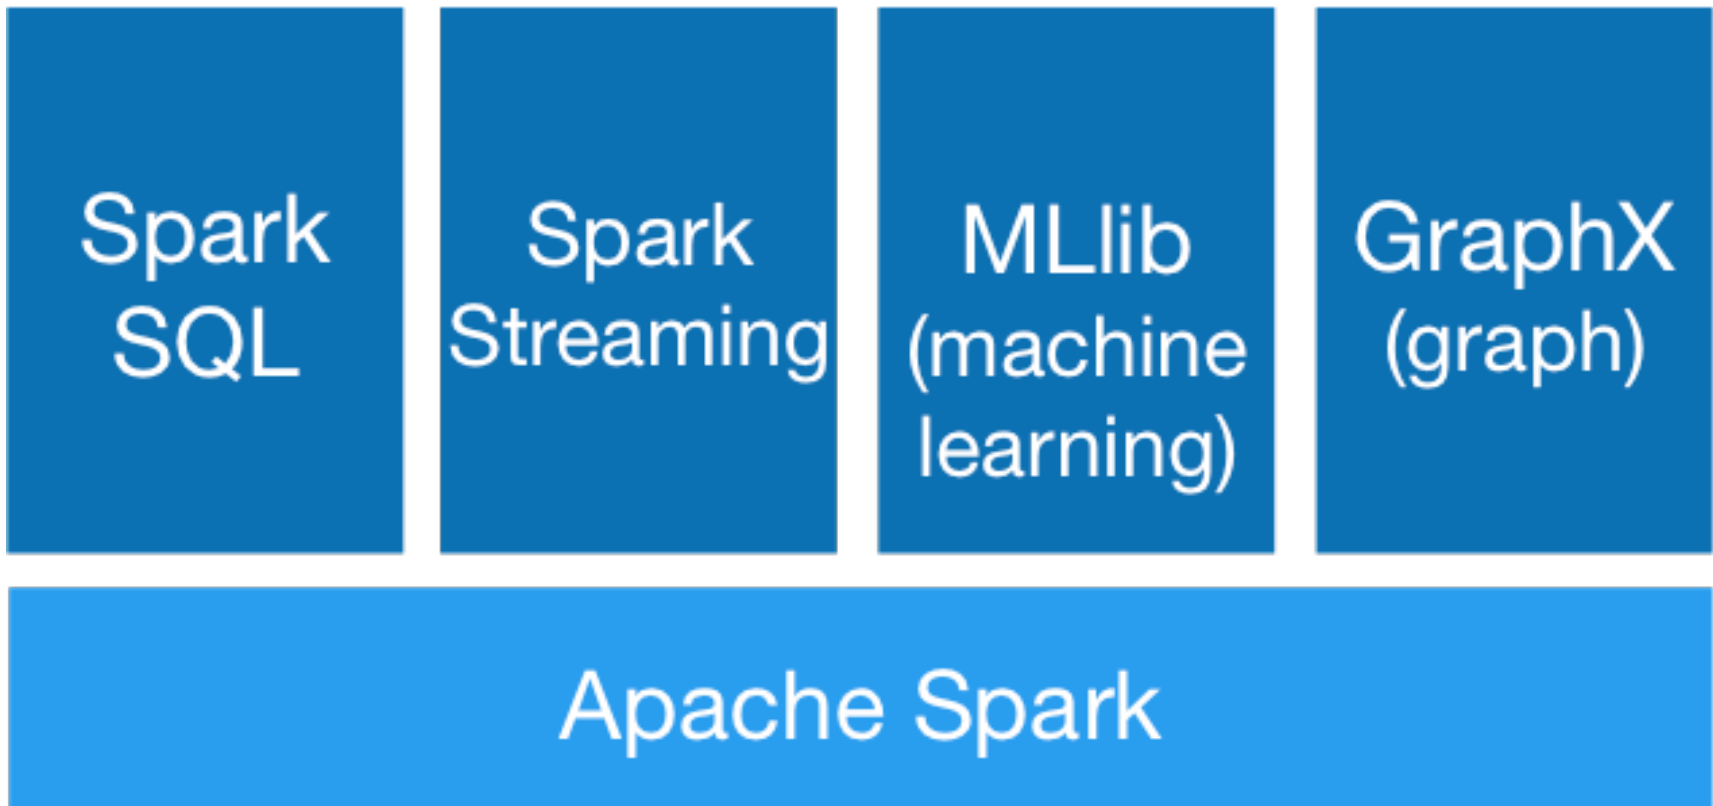 Spark
SQL
Spark
Streaming
MLlib
(machine
learning)
GraphX
(graph)
Apache Spark